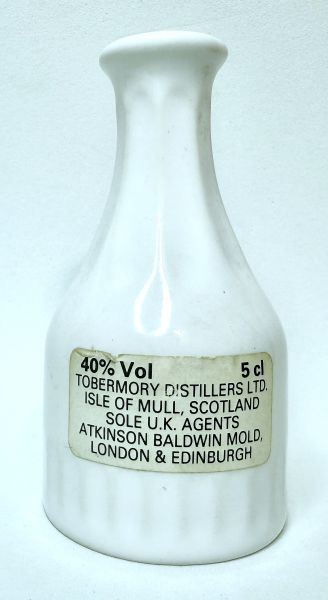 40% Vol 5 cl
TOBERMORY DISTILLERS LTD.
ISLE OF MULL, SCOTLAND
SOLE U.K. AGENTS
ATKINSON BALDWIN MOLD,
LONDON & EDINBURGH